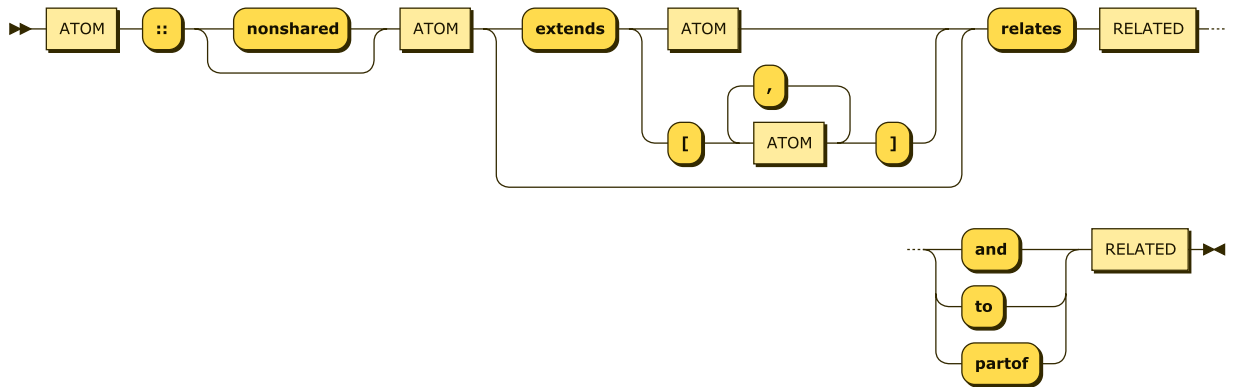 ATOM :: nonshared ATOM extends ATOM relates RELATED
,
[ ATOM ]
and RELATED
to
partof